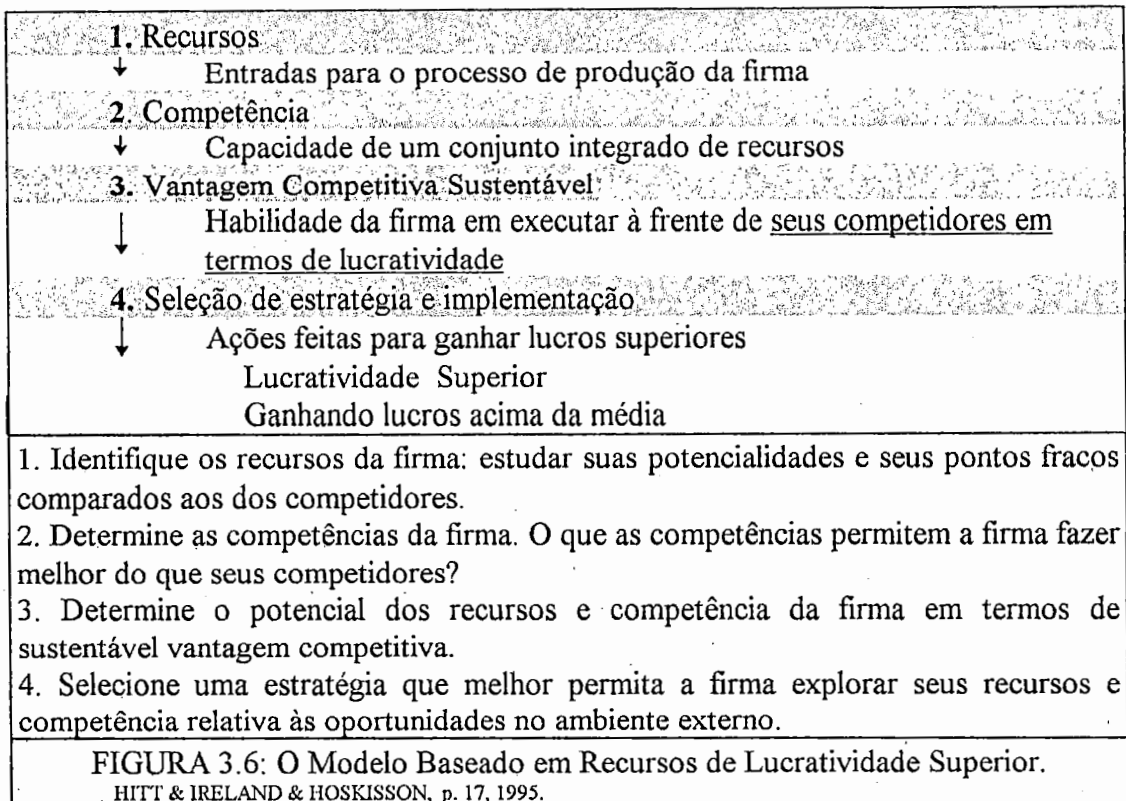 1. Recursos
Entradas para o processo de produção da firma
2. Competência
Capacidade de um conjunto integrado de recursos
3. Vantagem Competitiva Sustentável
Habilidade da firma em executar à frente de seus competidores em
termos de lucratividade
4. Seleção de estratégia e implementação
Ações feitas para ganhar lucros superiores
Lucratividade Superior
Ganhando lucros acima da média
1. Identifique os recursos da firma: estudar suas potencialidades e seus pontos fracos
comparados aos dos competidores.
2. Determine as competências da firma. O que as competências permitem a firma fazer
melhor do que seus competidores?
3. Determine o potencial dos recursos e competência da firma em termos de
sustentável vantagem competitiva.
4. Selecione uma estratégia que melhor permita a firma explorar seus recursos e
competência relativa às oportunidades no ambiente externo.
FIGURA 3.6: O Modelo Baseado em Recursos de Lucratividade Superior.
HITT & IRELAND & HOSKISSON, p. 17, 1995.